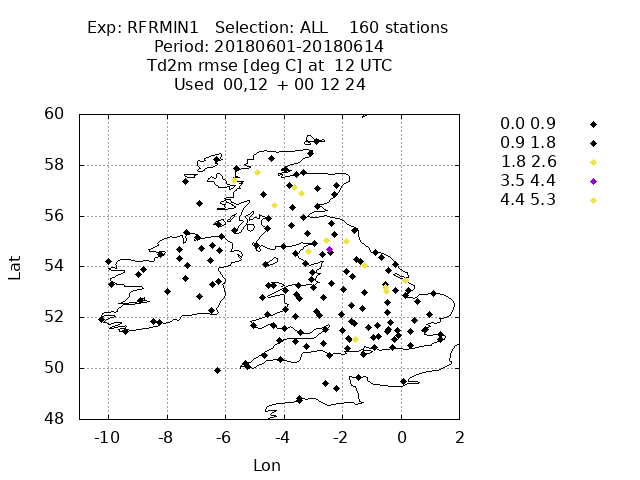 Exp: RFRMIN1 Selection: ALL 160 stations
Period: 20180601-20180614
Td2m rmse [deg C] at 12 UTC
Used 00,12 + 00 12 24
60
58
56
54
52
50
48
Lat
-10 -8 -6 -4 -2 0 2
Lon
0.0 0.9
0.9 1.8
1.8 2.6
3.5 4.4
4.4 5.3